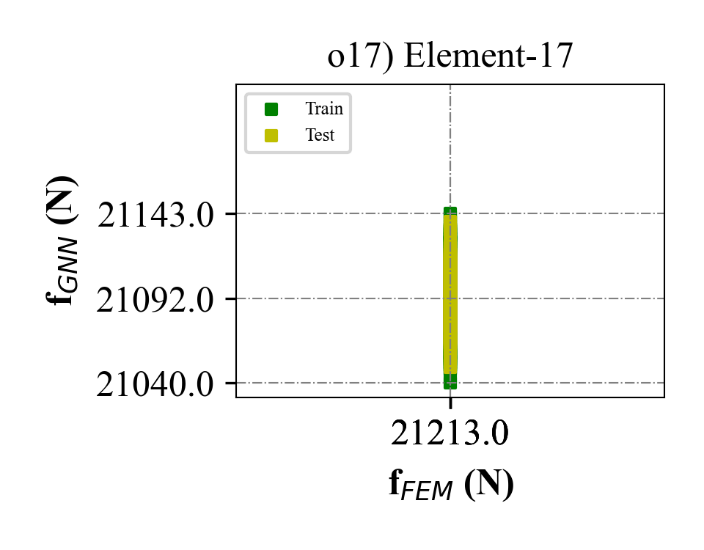 o17) Element-17
Train
Test
21143.0
21092.0
21040.0
f_GNN (N)
21213.0
f_FEM (N)